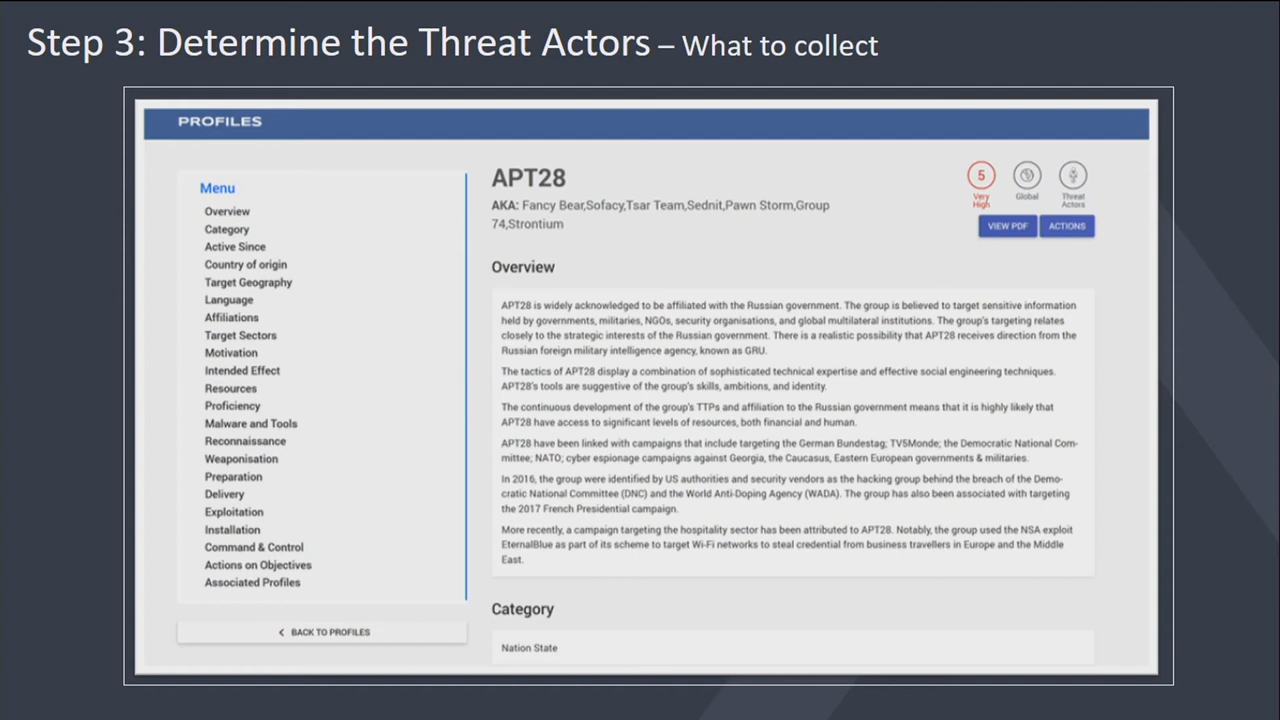 Step 3: Determine the Threat Actors – What to collect
PROFILES
Menu
Overview
Category
Active Since
Country of origin
Target Geography
Language
Affiliations
Target Sectors
Motivation
Intended Effect
Resources
Proficiency
Malware and Tools
Reconnaissance
Weaponisation
Preparation
Delivery
Exploitation
Installation
Command & Control
Actions on Objectives
Associated Profiles
BACK TO PROFILES
APT28
AKA: Fancy Bear,Sofacy,Tsar Team,Sednit,Pawn Storm,Group
74,Strontium
5
Very
High
Global
Threat
Actors
VIEW PDF
ACTIONS
Overview
APT28 is widely acknowledged to be affiliated with the Russian government. The group is believed to target sensitive information
held by governments, militaries, NGOs, security organisations, and global multilateral institutions. The group's targeting relates
closely to the strategic interests of the Russian government. There is a realistic possibility that APT28 receives direction from the
Russian foreign military intelligence agency, known as GRU.
The tactics of APT28 display a combination of sophisticated technical expertise and effective social engineering techniques.
APT28's tools are suggestive of the group's skills, ambitions, and identity.
The continuous development of the group's TTPs and affiliation to the Russian government means that it is highly likely that
APT28 have access to significant levels of resources, both financial and human.
APT28 have been linked with campaigns that include targeting the German Bundestag; TV5Monde; the Democratic National Com-
mittee; NATO; cyber espionage campaigns against Georgia, the Caucasus, Eastern European governments & militaries.
In 2016, the group were identified by US authorities and security vendors as the hacking group behind the breach of the Demo-
cratic National Committee (DNC) and the World Anti-Doping Agency (WADA). The group has also been associated with targeting
the 2017 French Presidential campaign.
More recently, a campaign targeting the hospitality sector has been attributed to APT28. Notably, the group used the NSA exploit
EternalBlue as part of its scheme to target Wi-Fi networks to steal credential from business travellers in Europe and the Middle
East.
Category
Nation State